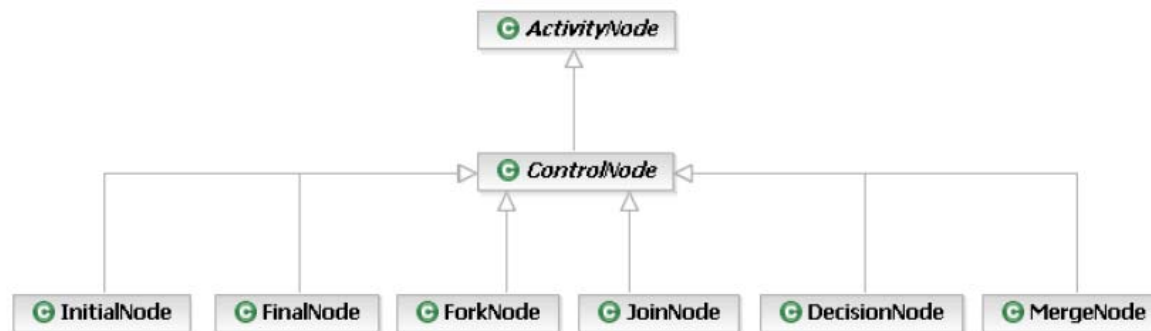 ActivityNode
ControlNode
InitialNode
FinalNode
ForkNode
JoinNode
DecisionNode
MergeNode